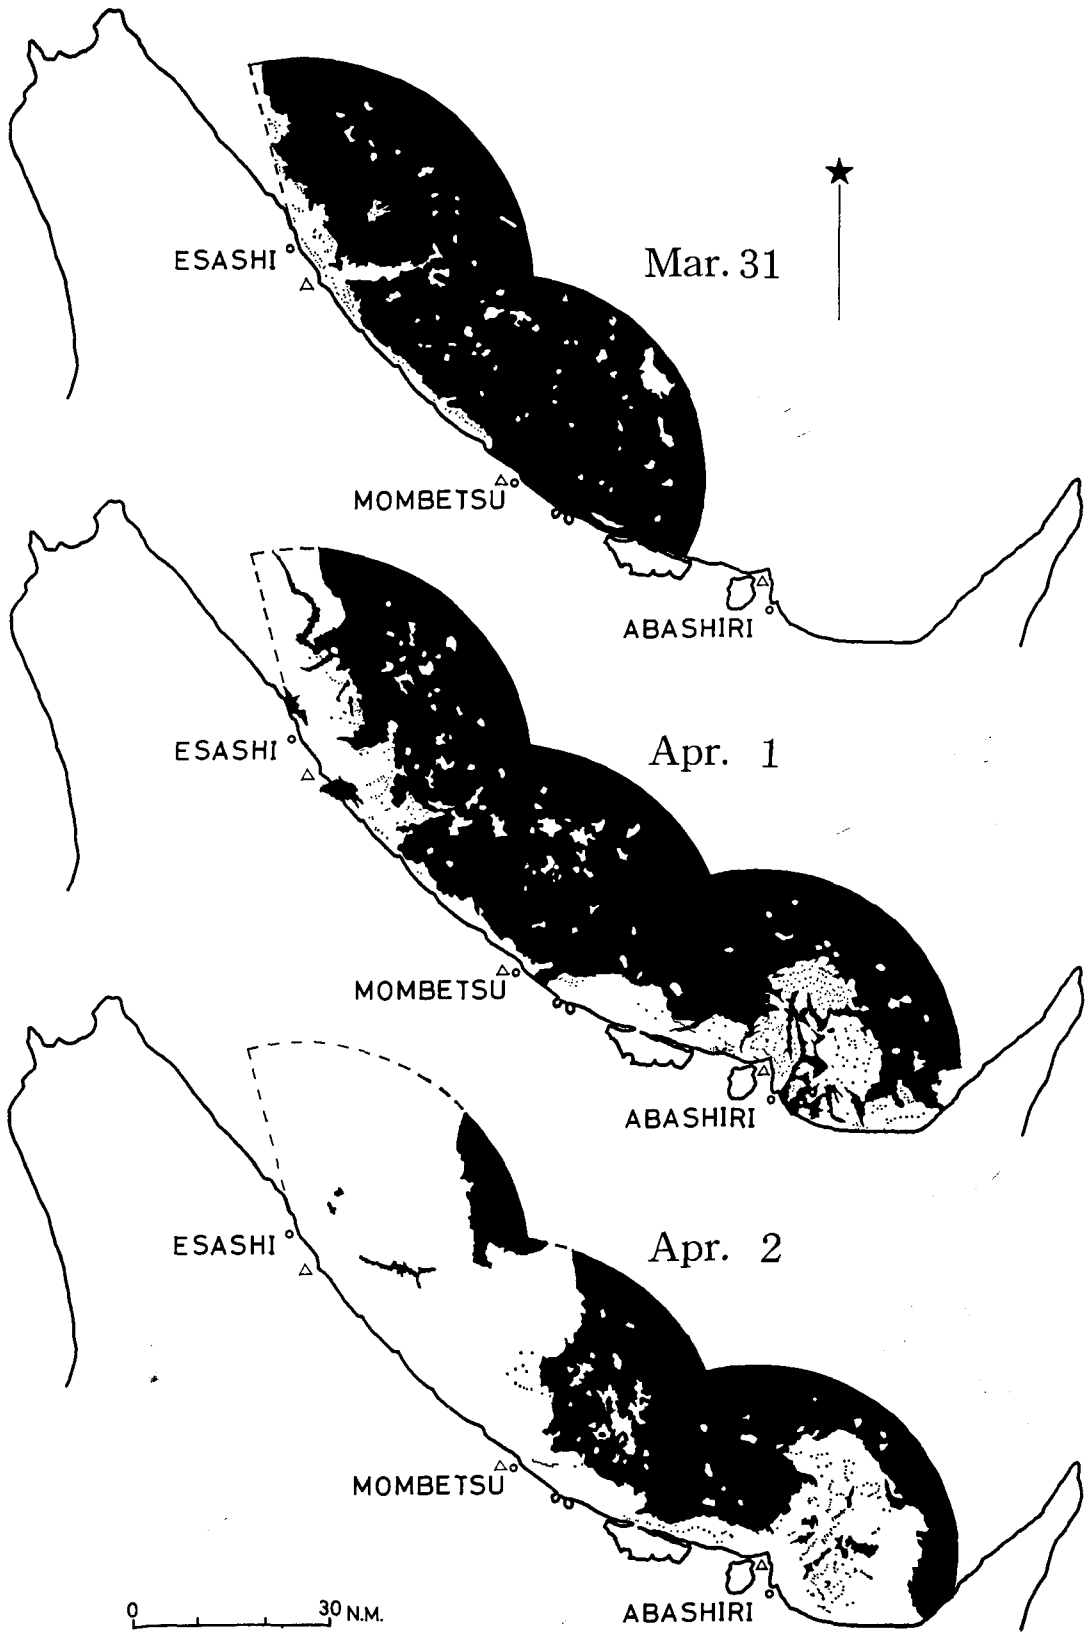 ESASHI
Mar. 31
MOMBETSU
ABASHIRI
ESASHI
Apr. 1
MOMBETSU
ABASHIRI
ESASHI
Apr. 2
MOMBETSU
ABASHIRI
0 30 N.M.